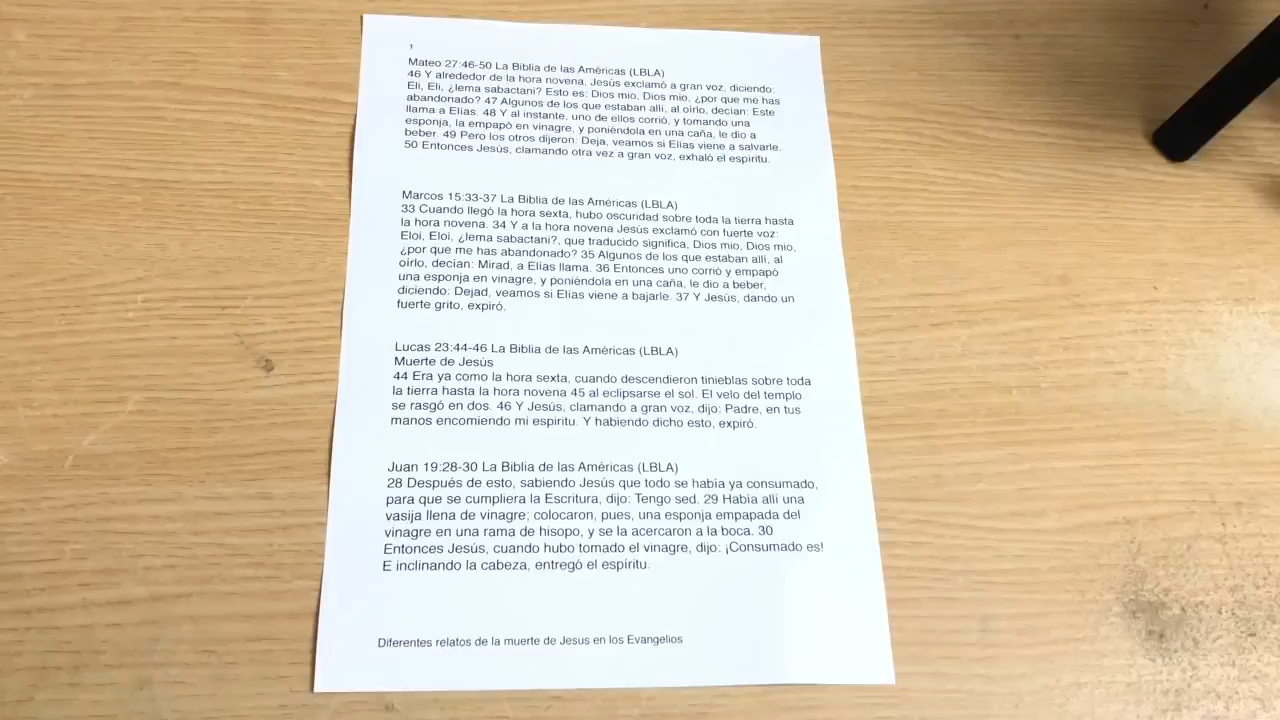 1
Mateo 27:46-50 La Biblia de las Américas (LBLA)
46 Y alrededor de la hora novena, Jesús exclamó a gran voz, diciendo:
Eli, Eli, ¿lema sabactani? Esto es: Dios mío, Dios mío, ¿por que me has
abandonado? 47 Algunos de los que estaban allí, al oírlo, decían: Este
llama a Elías. 48 Y al instante, uno de ellos corrió, y tomando una
esponja, la empapó en vinagre, y poniéndola en una caña, le dio a
beber. 49 Pero los otros dijeron: Deja, veamos si Elías viene a salvarle.
50 Entonces Jesús, clamando otra vez a gran voz, exhaló el espíritu.
Marcos 15:33-37 La Biblia de las Américas (LBLA)
33 Cuando llegó la hora sexta, hubo oscuridad sobre toda la tierra hasta
la hora novena. 34 Y a la hora novena Jesús exclamó con fuerte voz:
Eloi, Eloi, ¿lema sabactani?, que traducido significa, Dios mío, Dios mío,
¿por que me has abandonado? 35 Algunos de los que estaban allí, al
oírlo, decían: Mirad, a Elías llama. 36 Entonces uno corrió y empapó
una esponja en vinagre, y poniéndola en una caña, le dio a beber,
diciendo: Dejad, veamos si Elías viene a bajarle. 37 Y Jesús, dando un
fuerte grito, expiró.
Lucas 23:44-46 La Biblia de las Américas (LBLA)
Muerte de Jesús
44 Era ya como la hora sexta, cuando descendieron tinieblas sobre toda
la tierra hasta la hora novena 45 al eclipsarse el sol. El velo del templo
se rasgó en dos. 46 Y Jesús, clamando a gran voz, dijo: Padre, en tus
manos encomiendo mi espíritu. Y habiendo dicho esto, expiró.
Juan 19:28-30 La Biblia de las Américas (LBLA)
28 Después de esto, sabiendo Jesús que todo se había ya consumado,
para que se cumpliera la Escritura, dijo: Tengo sed. 29 Había allí una
vasija llena de vinagre; colocaron, pues, una esponja empapada del
vinagre en una rama de hisopo, y se la acercaron a la boca. 30
Entonces Jesús, cuando hubo tomado el vinagre, dijo: ¡Consumado es!
E inclinando la cabeza, entregó el espíritu.
Diferentes relatos de la muerte de Jesus en los Evangelios